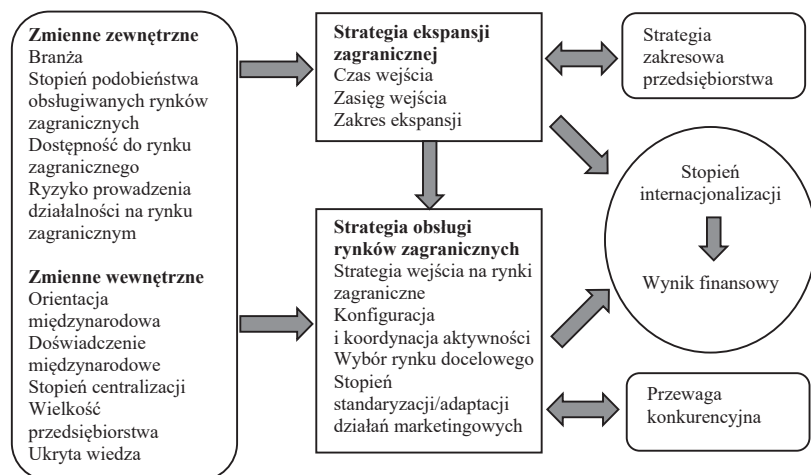 Zmienne zewnętrzne
Branża
Stopień podobieństwa
obsługiwanych rynków
zagranicznych
Dostępność do rynku
zagranicznego
Ryzyko prowadzenia
działalności na rynku
zagranicznym
Zmienne wewnętrzne
Orientacja
międzynarodowa
Doświadczenie
międzynarodowe
Stopień centralizacji
Wielkość
przedsiębiorstwa
Ukryta wiedza
Strategia ekspansji
zagranicznej
Czas wejścia
Zasięg wejścia
Zakres ekspansji
Strategia obsługi
rynków zagranicznych
Strategia wejścia na rynki
zagraniczne
Konfiguracja
i koordynacja aktywności
Wybór rynku docelowego
Stopień
standaryzacji/adaptacji
działań marketingowych
Strategia
zakresowa
przedsiębiorstwa
Stopień
internacjonalizacji
Wynik finansowy
Przewaga
konkurencyjna